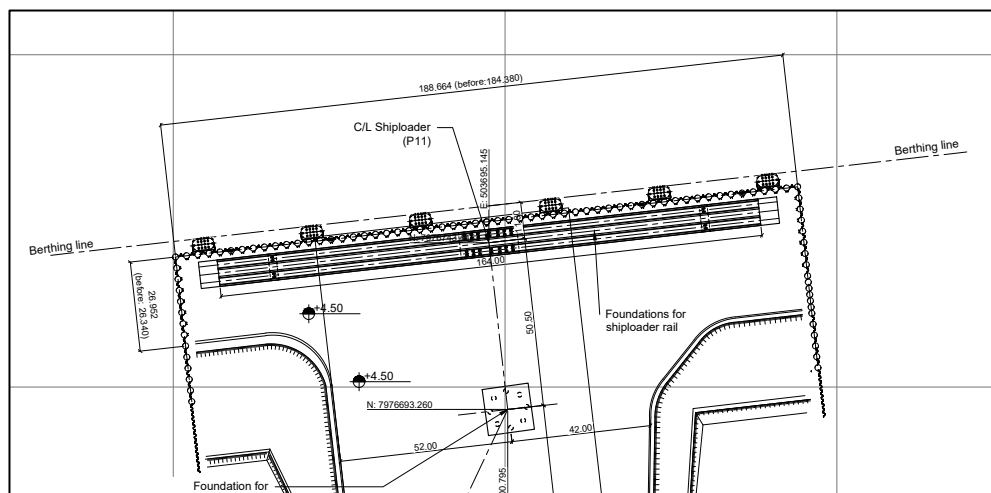 188.664 (before:184.380)
C/L Shiploader
(P11)
E: 503695.145
Berthing line
Berthing line
164.00
26.952
(before: 26.340)
+4.50
50.50
Foundations for
shiploader rail
+4.50
N: 7976693.260
52.00
42.00
Foundation for